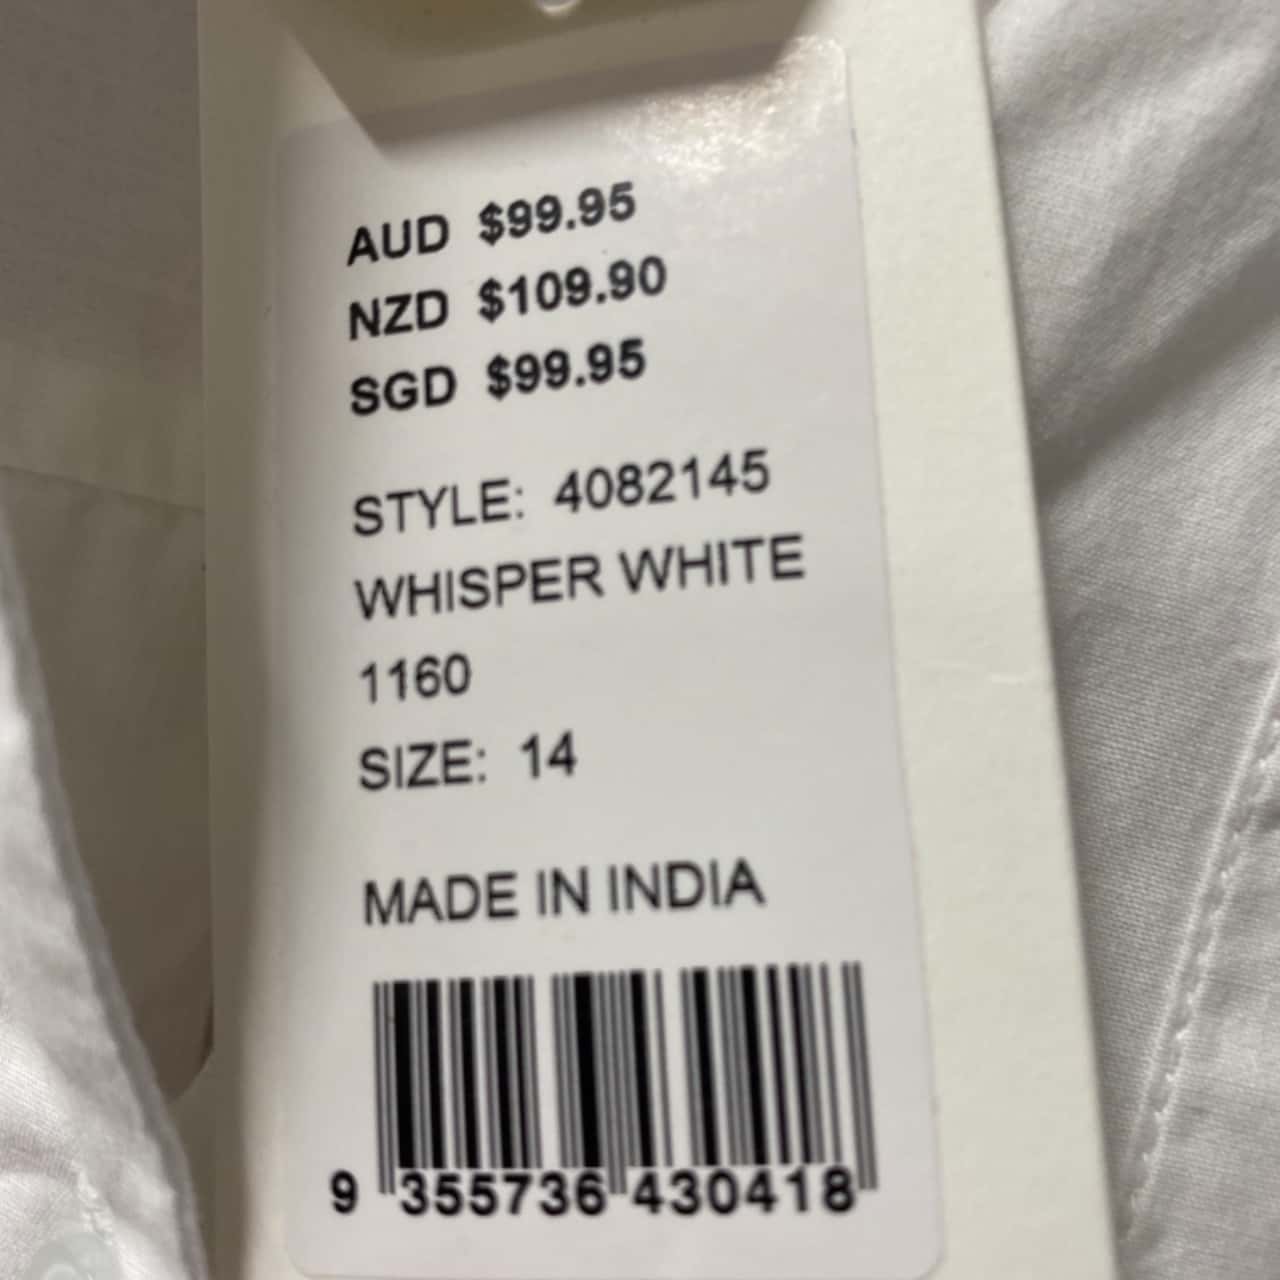 AUD $99.95
NZD $109.90
SGD $99.95
STYLE: 4082145
WHISPER WHITE
1160
SIZE: 14
MADE IN INDIA
9 355736 430418